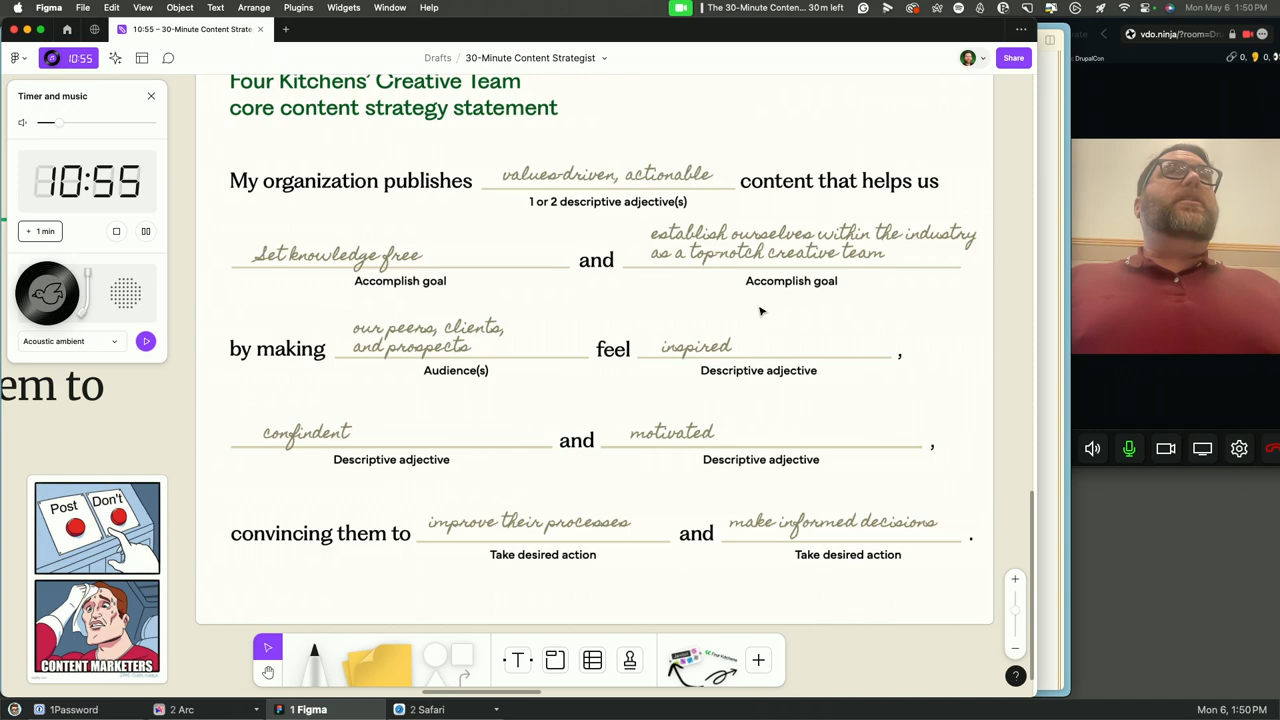 Figma File Edit View Object Text Arrange Plugins Widgets Window Help
The 30-Minute Conten... · 30m left
Mon May 6 1:50 PM
10:55 – 30-Minute Content Strate
vdo.ninja/?room=Dru
DrupalCon
10:55
Drafts / 30-Minute Content Strategist
Share
Timer and music
10:55
+ 1 min
Acoustic ambient
em to
Post Don't
CONTENT MARKETERS
Four Kitchens' Creative Team
core content strategy statement
My organization publishes values-driven, actionable content that helps us
1 or 2 descriptive adjective(s)
establish ourselves within the industry
Set knowledge free and as a top-notch creative team
Accomplish goal Accomplish goal
our peers, clients,
by making and prospects feel inspired ,
Audience(s) Descriptive adjective
confindent and motivated ,
Descriptive adjective Descriptive adjective
convincing them to improve their processes and make informed decisions .
Take desired action Take desired action
T
Four Kitchens
?
1Password 2 Arc 1 Figma 2 Safari Mon 6, 1:50 PM